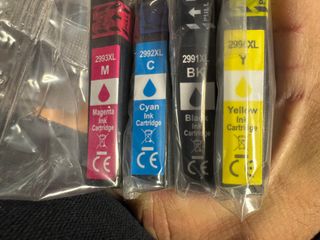 2993XL
M
Magenta
Ink
Cartridge
CE
2992XL
C
Cyan
Ink
Cartridge
CE
2991XL
BK
Black
Ink
Cartridge
CE
Y
Yellow
Ink
Cartridge
CE